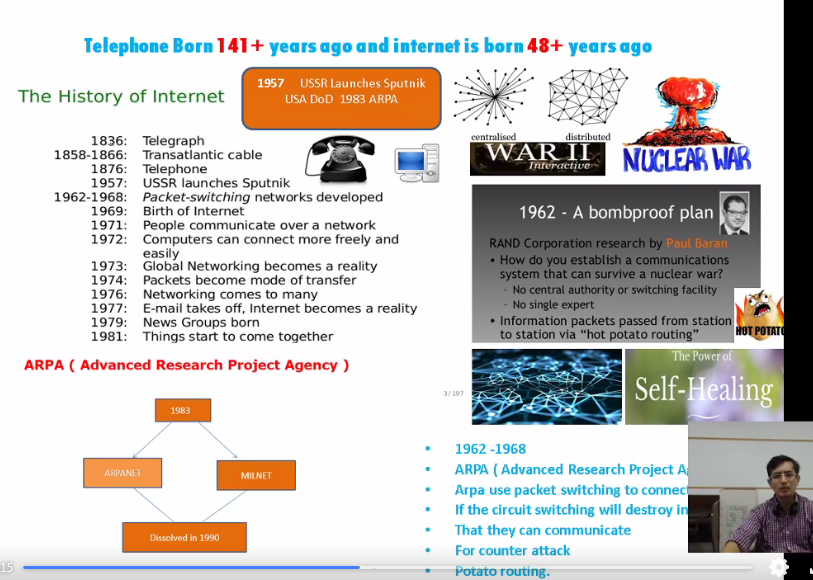 Telephone Born 141+ years ago and internet is born 48+ years ago
The History of Internet
1957 USSR Launches Sputnik
USA DoD 1983 ARPA
1836: Telegraph
1858-1866: Transatlantic cable
1876: Telephone
1957: USSR launches Sputnik
1962-1968: Packet-switching networks developed
1969: Birth of Internet
1971: People communicate over a network
1972: Computers can connect more freely and
easily
1973: Global Networking becomes a reality
1974: Packets become mode of transfer
1976: Networking comes to many
1977: E-mail takes off, Internet becomes a reality
1979: News Groups born
1981: Things start to come together
ARPA ( Advanced Research Project Agency )
1983
ARPANET
MILNET
Dissolved in 1990
centralised distributed
WAR II
Interactive
NUCLEAR WAR
1962 - A bombproof plan
RAND Corporation research by Paul Baran
• How do you establish a communications
system that can survive a nuclear war?
- No central authority or switching facility
- No single expert
• Information packets passed from station
to station via “hot potato routing”
HOT POTATO
The Power of
Self-Healing
3 / 197
• 1962 -1968
• ARPA ( Advanced Research Project
• Arpa use packet switching to connect
• If the circuit switching will destroy in
• That they can communicate
• For counter attack
• Potato routing.
15